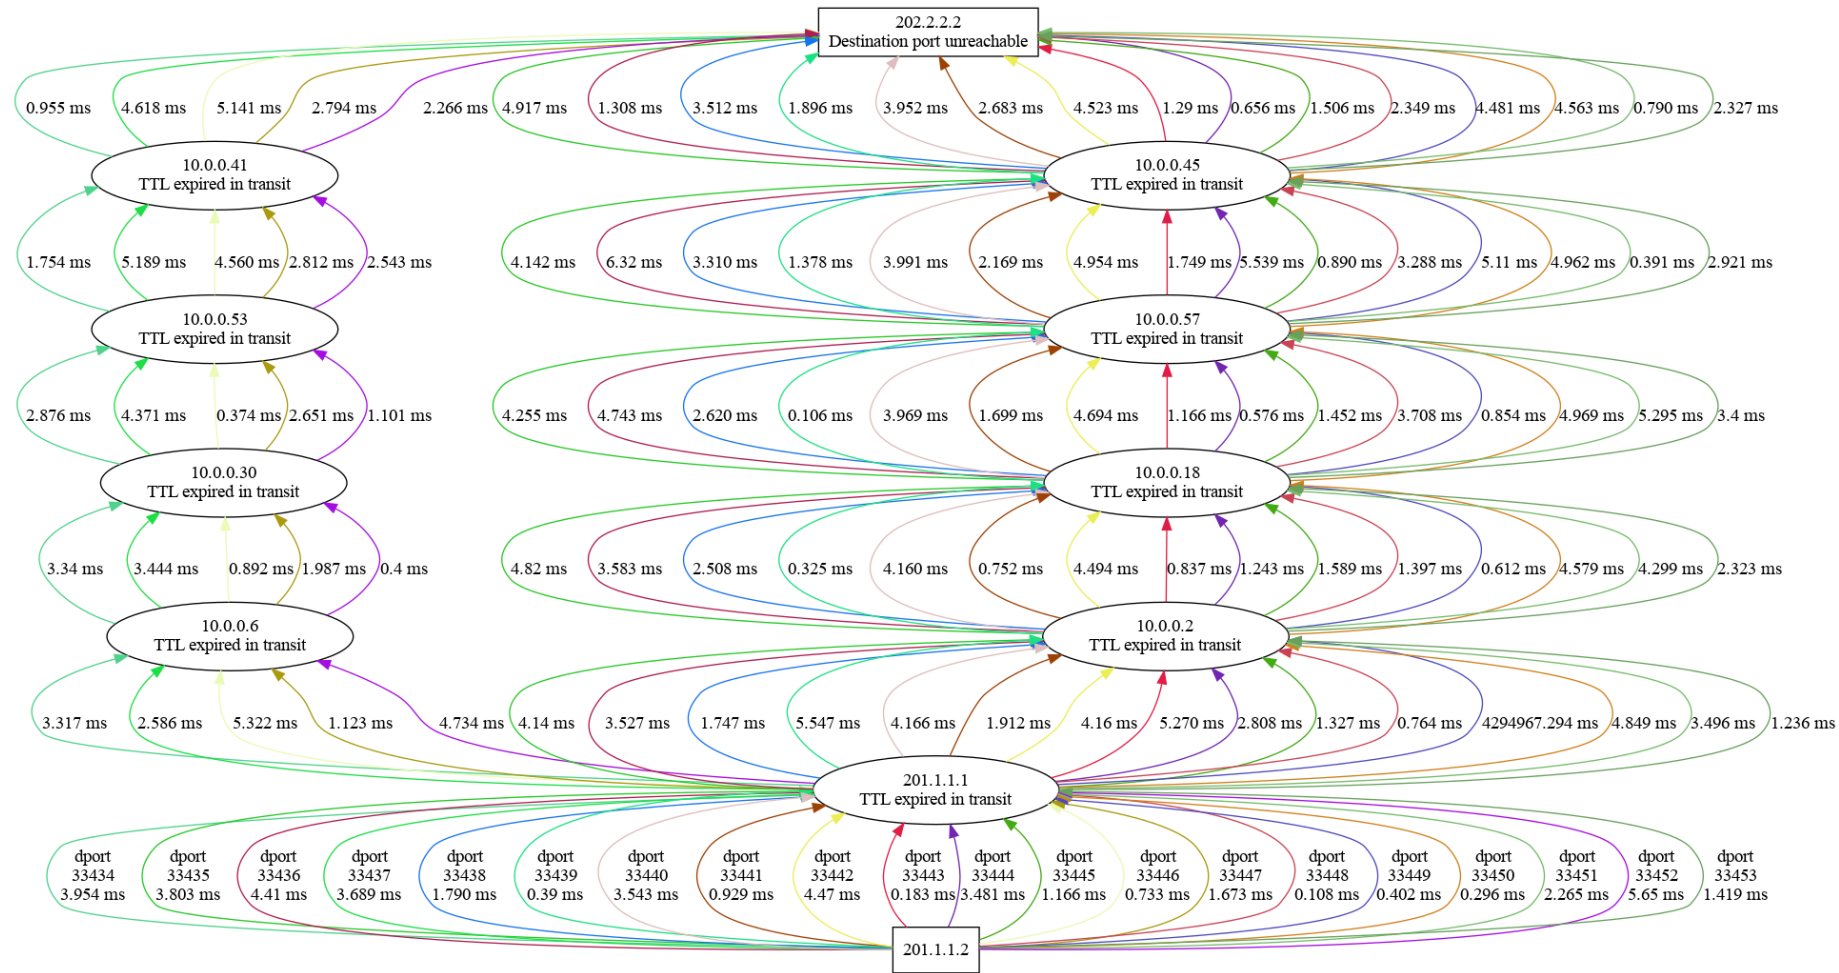 202.2.2.2
Destination port unreachable
0.955 ms
4.618 ms
5.141 ms
2.794 ms
2.266 ms
4.917 ms
1.308 ms
3.512 ms
1.896 ms
3.952 ms
2.683 ms
4.523 ms
1.29 ms
0.656 ms
1.506 ms
2.349 ms
4.481 ms
4.563 ms
0.790 ms
2.327 ms
10.0.0.41
TTL expired in transit
10.0.0.45
TTL expired in transit
1.754 ms
5.189 ms
4.560 ms
2.812 ms
2.543 ms
4.142 ms
6.32 ms
3.310 ms
1.378 ms
3.991 ms
2.169 ms
4.954 ms
1.749 ms
5.539 ms
0.890 ms
3.288 ms
5.11 ms
4.962 ms
0.391 ms
2.921 ms
10.0.0.53
TTL expired in transit
10.0.0.57
TTL expired in transit
2.876 ms
4.371 ms
0.374 ms
2.651 ms
1.101 ms
4.255 ms
4.743 ms
2.620 ms
0.106 ms
3.969 ms
1.699 ms
4.694 ms
1.166 ms
0.576 ms
1.452 ms
3.708 ms
0.854 ms
4.969 ms
5.295 ms
3.4 ms
10.0.0.30
TTL expired in transit
10.0.0.18
TTL expired in transit
3.34 ms
3.444 ms
0.892 ms
1.987 ms
0.4 ms
4.82 ms
3.583 ms
2.508 ms
0.325 ms
4.160 ms
0.752 ms
4.494 ms
0.837 ms
1.243 ms
1.589 ms
1.397 ms
0.612 ms
4.579 ms
4.299 ms
2.323 ms
10.0.0.6
TTL expired in transit
10.0.0.2
TTL expired in transit
3.317 ms
2.586 ms
5.322 ms
1.123 ms
4.734 ms
4.14 ms
3.527 ms
1.747 ms
5.547 ms
4.166 ms
1.912 ms
4.16 ms
5.270 ms
2.808 ms
1.327 ms
0.764 ms
4294967.294 ms
4.849 ms
3.496 ms
1.236 ms
201.1.1.1
TTL expired in transit
dport
33434
3.954 ms
dport
33435
3.803 ms
dport
33436
4.41 ms
dport
33437
3.689 ms
dport
33438
1.790 ms
dport
33439
0.39 ms
dport
33440
3.543 ms
dport
33441
0.929 ms
dport
33442
4.47 ms
dport
33443
0.183 ms
dport
33444
3.481 ms
dport
33445
1.166 ms
dport
33446
0.733 ms
dport
33447
1.673 ms
dport
33448
0.108 ms
dport
33449
0.402 ms
dport
33450
0.296 ms
dport
33451
2.265 ms
dport
33452
5.65 ms
dport
33453
1.419 ms
201.1.1.2